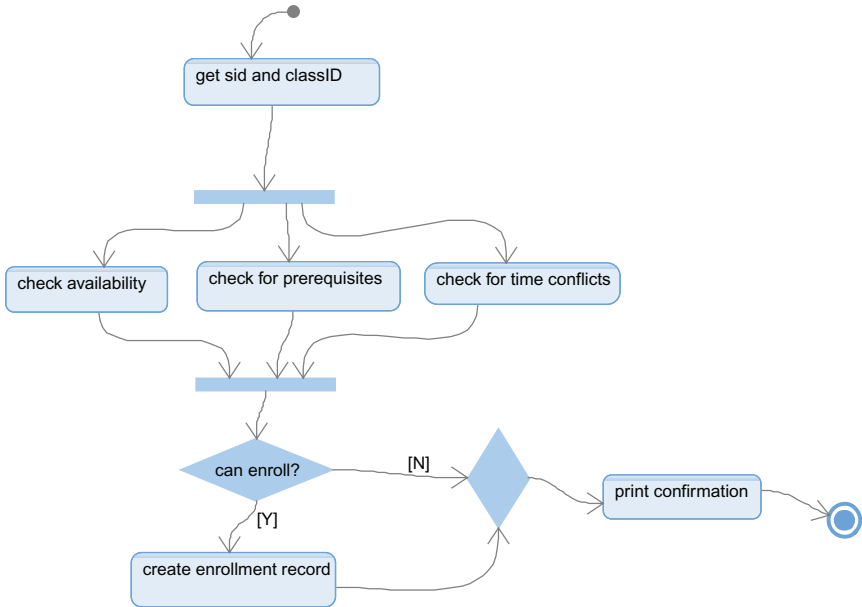 get sid and classID
check availability
check for prerequisites
check for time conflicts
can enroll?
[N]
[Y]
print confirmation
create enrollment record